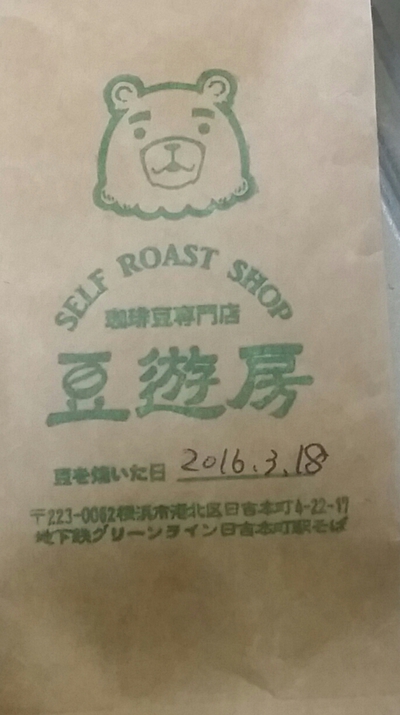 SELF ROAST SHOP
珈琲豆専門店
豆遊房
豆を焼いた日 2016.3.18
〒223-0062横浜市港北区日吉本町4-22-17
地下鉄グリーンライン日吉本町駅そば